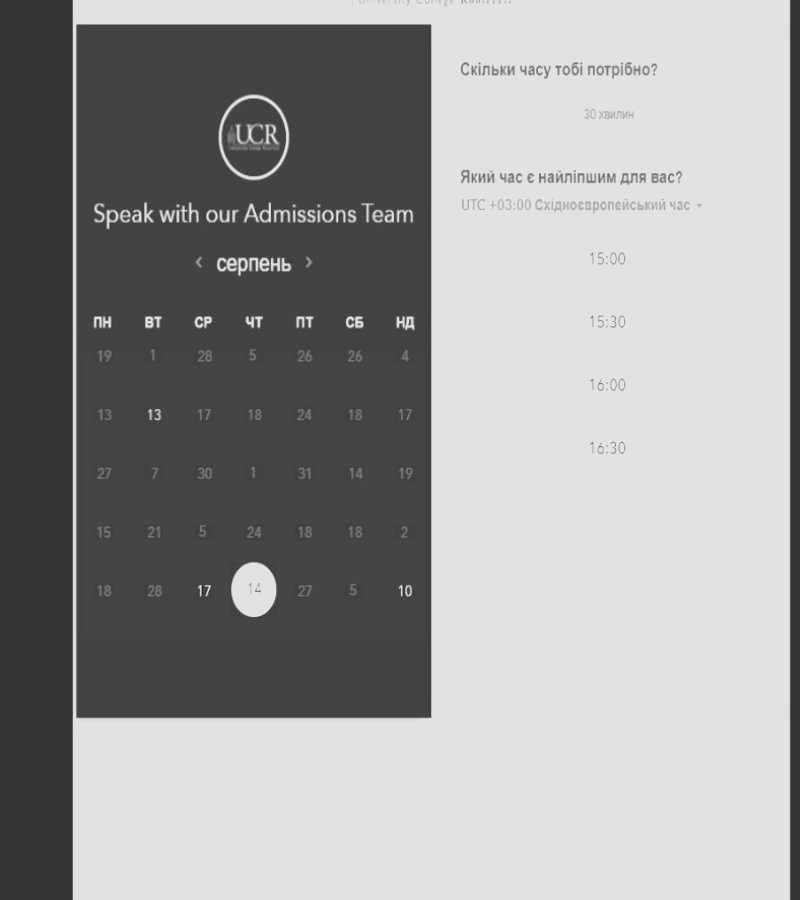 University College
UCR
Speak with our Admissions Team
‹ серпень ›
ПН ВТ СР ЧТ ПТ СБ НД
19 1 28 5 26 26 4
13 13 17 18 24 18 17
27 7 30 1 31 14 19
15 21 5 24 18 18 2
18 28 17 14 27 5 10
Скільки часу тобі потрібно?
30 хвилин
Який час є найліпшим для вас?
UTC +03:00 Східноєвропейський час
15:00
15:30
16:00
16:30